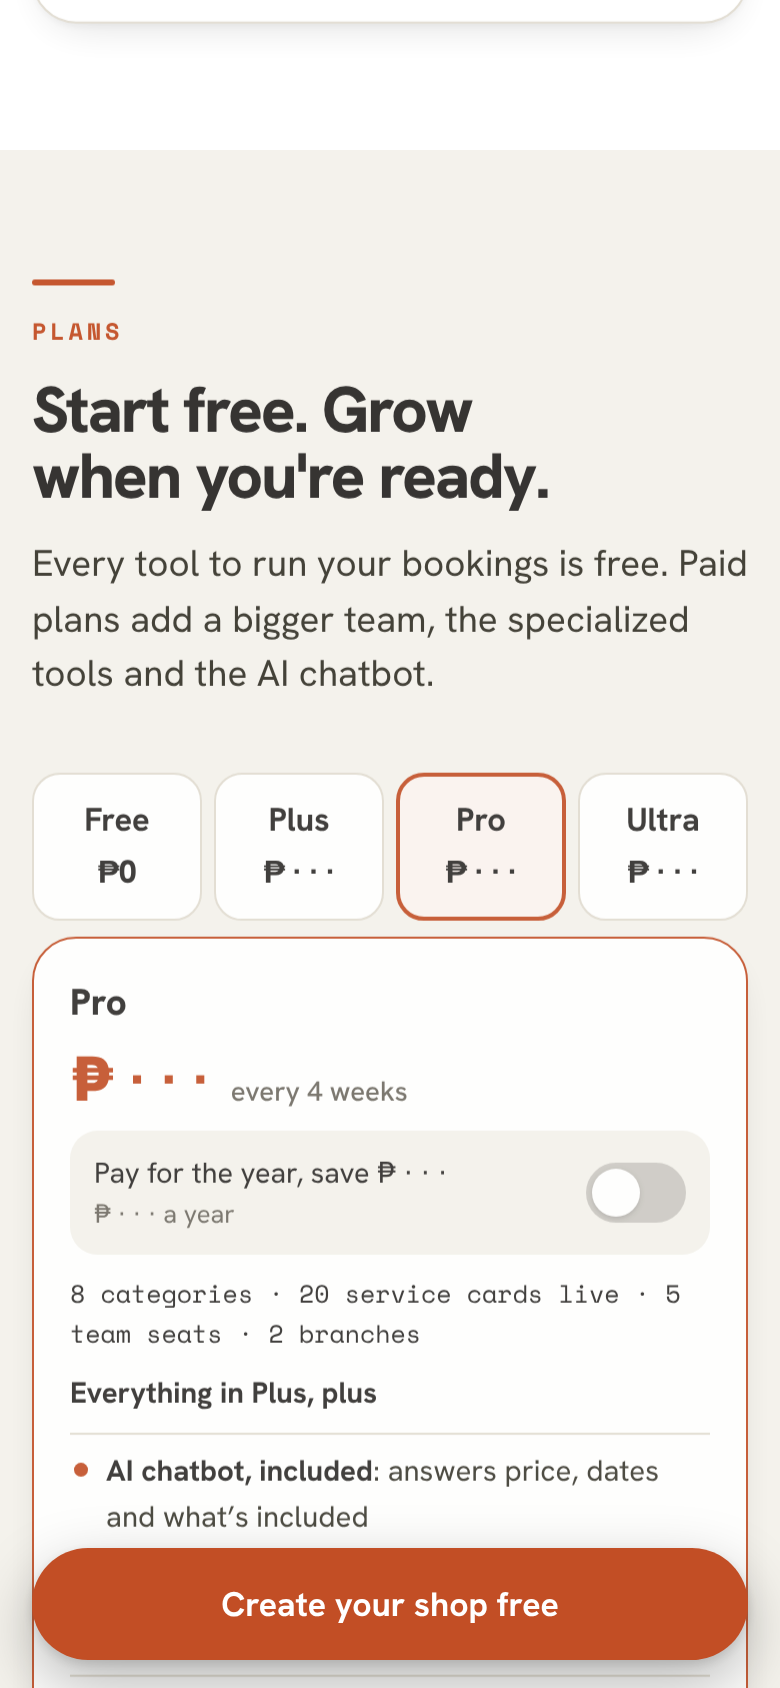 PLANS
Start free. Grow
when you're ready.
Every tool to run your bookings is free. Paid
plans add a bigger team, the specialized
tools and the AI chatbot.
Free
₱0
Plus
₱ · · ·
Pro
₱ · · ·
Ultra
₱ · · ·
Pro
₱ · · · every 4 weeks
Pay for the year, save ₱ · · ·
₱ · · · a year
8 categories · 20 service cards live · 5
team seats · 2 branches
Everything in Plus, plus
AI chatbot, included: answers price, dates
and what’s included
Create your shop free